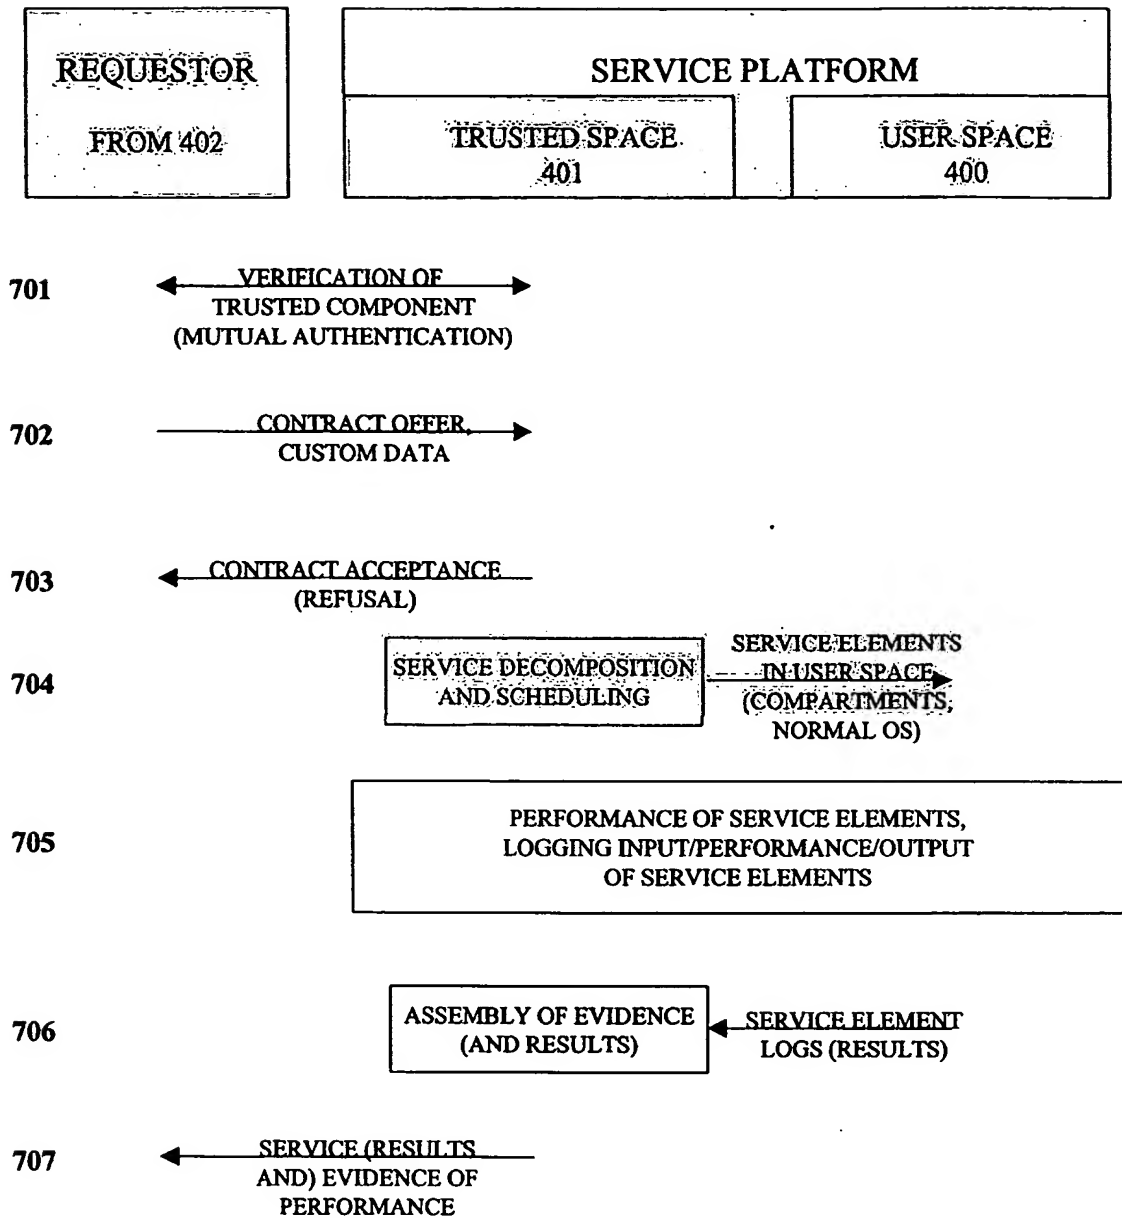 REQUESTOR
FROM 402
SERVICE PLATFORM
TRUSTED SPACE
401
USER SPACE
400
701
VERIFICATION OF
TRUSTED COMPONENT
(MUTUAL AUTHENTICATION)
702
CONTRACT OFFER,
CUSTOM DATA
703
CONTRACT ACCEPTANCE
(REFUSAL)
704
SERVICE DECOMPOSITION
AND SCHEDULING
SERVICE ELEMENTS
IN USER SPACE
(COMPARTMENTS,
NORMAL OS)
705
PERFORMANCE OF SERVICE ELEMENTS,
LOGGING INPUT/PERFORMANCE/OUTPUT
OF SERVICE ELEMENTS
706
ASSEMBLY OF EVIDENCE
(AND RESULTS)
SERVICE ELEMENT
LOGS (RESULTS)
707
SERVICE (RESULTS
AND) EVIDENCE OF
PERFORMANCE